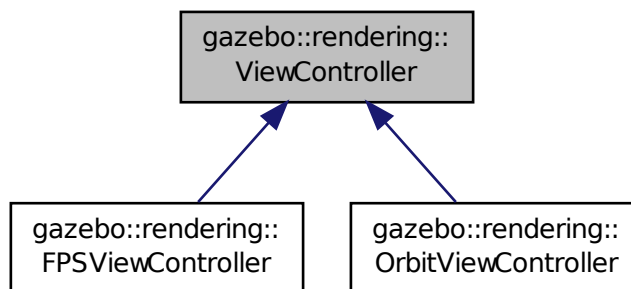 gazebo::rendering::
ViewController
gazebo::rendering::
FPSViewController
gazebo::rendering::
OrbitViewController